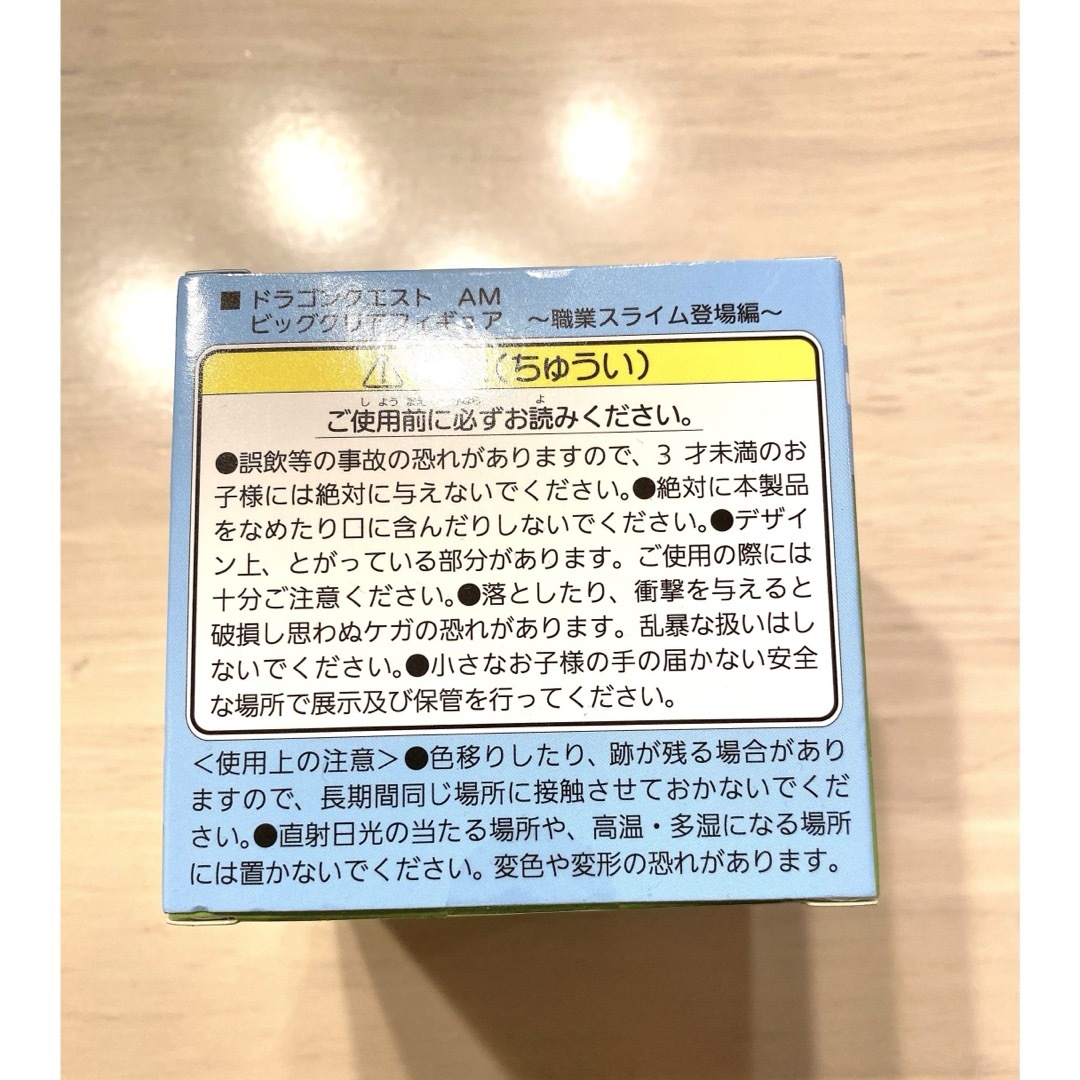 ■ ドラゴンクエスト AM
ビッグクリアフィギュア ～職業スライム登場編～
(ちゅうい)
ご使用前に必ずお読みください。
●誤飲等の事故の恐れがありますので、3 才未満のお
子様には絶対に与えないでください。●絶対に本製品
をなめたり口に含んだりしないでください。●デザイ
ン上、とがっている部分があります。ご使用の際には
十分ご注意ください。●落としたり、衝撃を与えると
破損し思わぬケガの恐れがあります。乱暴な扱いはし
ないでください。●小さなお子様の手の届かない安全
な場所で展示及び保管を行ってください。
＜使用上の注意＞●色移りしたり、跡が残る場合があり
ますので、長期間同じ場所に接触させておかないでくだ
さい。●直射日光の当たる場所や、高温・多湿になる場所
には置かないでください。変色や変形の恐れがあります。